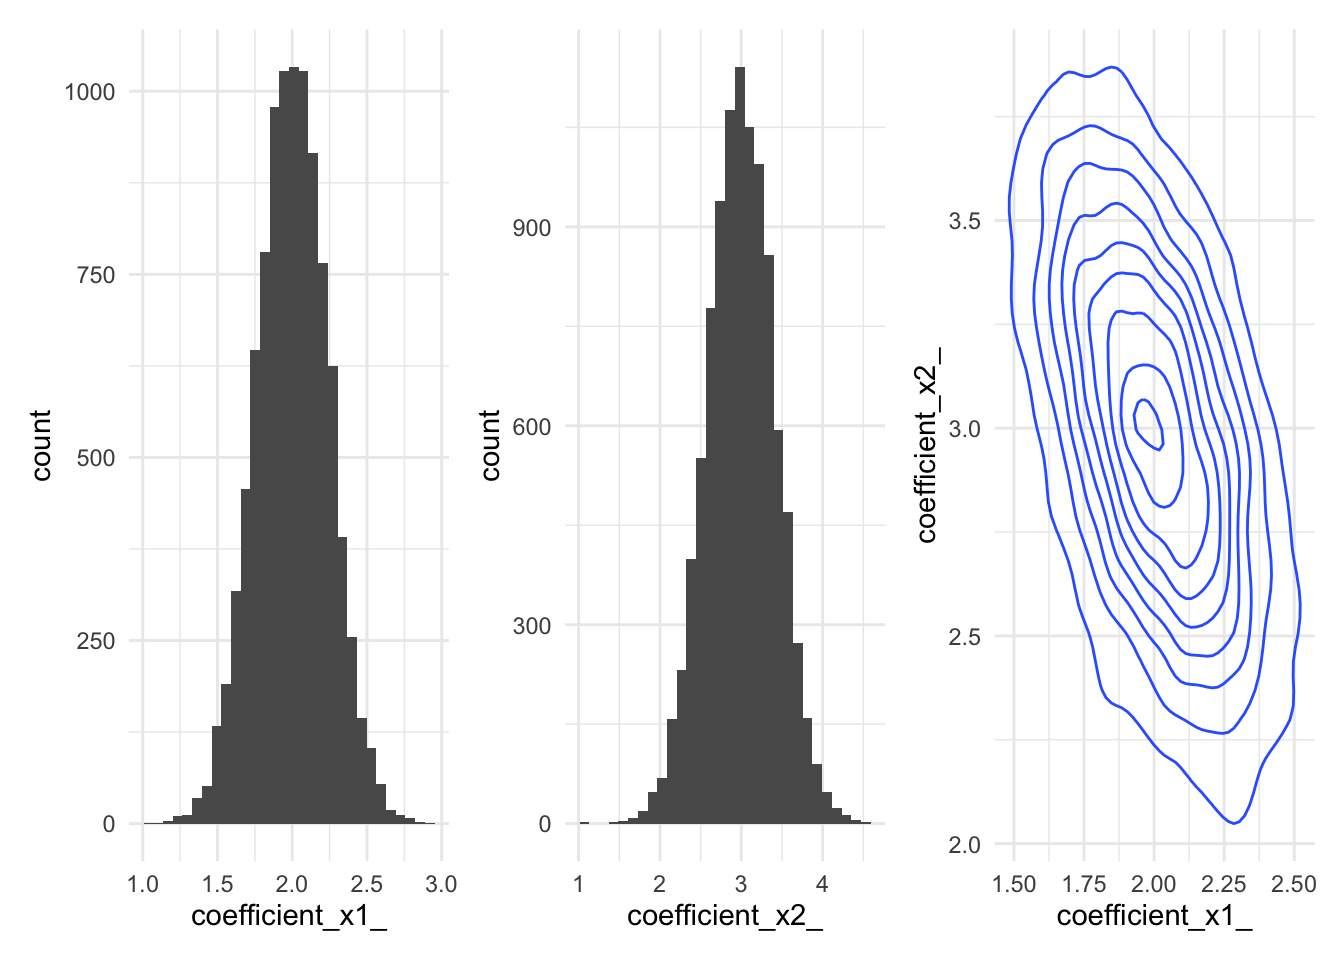 count
1000
750
500
250
0
1.0 1.5 2.0 2.5 3.0
coefficient_x1_
count
900
600
300
0
1 2 3 4
coefficient_x2_
coefficient_x2_
3.5
3.0
2.5
2.0
1.50 1.75 2.00 2.25 2.50
coefficient_x1_